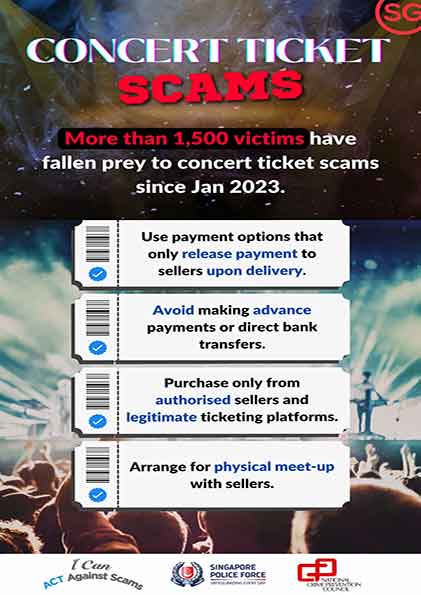 SG
CONCERT TICKET
SCAMS
More than 1,500 victims have
fallen prey to concert ticket scams
since Jan 2023.
Use payment options that
only release payment to
sellers upon delivery.
Avoid making advance
payments or direct bank
transfers.
Purchase only from
authorised sellers and
legitimate ticketing platforms.
Arrange for physical meet-up
with sellers.
I Can
ACT Against Scams
SINGAPORE
POLICE FORCE
SAFEGUARDING EVERY DAY
NATIONAL
CRIME PREVENTION
COUNCIL